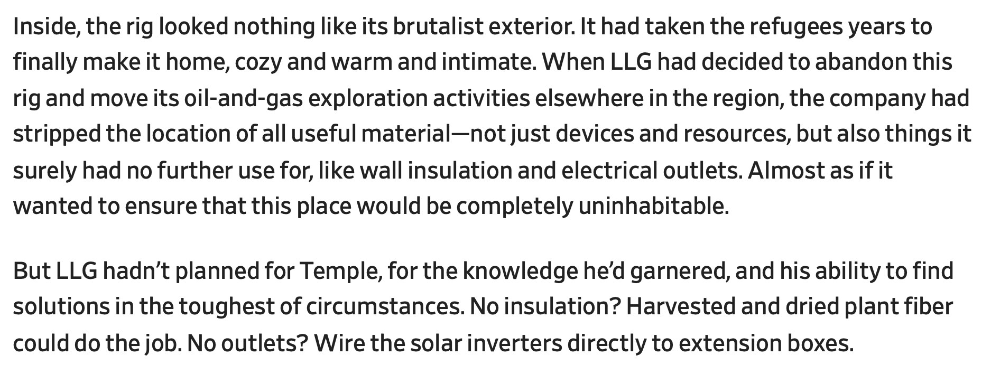 Inside, the rig looked nothing like its brutalist exterior. It had taken the refugees years to
finally make it home, cozy and warm and intimate. When LLG had decided to abandon this
rig and move its oil-and-gas exploration activities elsewhere in the region, the company had
stripped the location of all useful material—not just devices and resources, but also things it
surely had no further use for, like wall insulation and electrical outlets. Almost as if it
wanted to ensure that this place would be completely uninhabitable.
But LLG hadn’t planned for Temple, for the knowledge he’d garnered, and his ability to find
solutions in the toughest of circumstances. No insulation? Harvested and dried plant fiber
could do the job. No outlets? Wire the solar inverters directly to extension boxes.